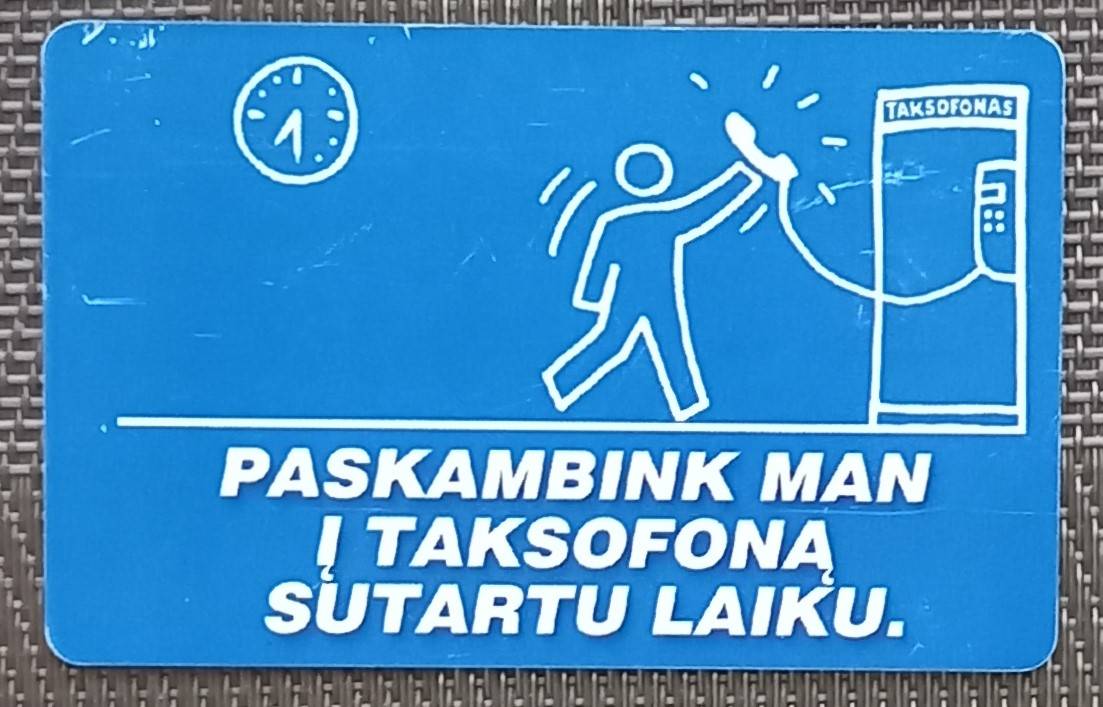 TAKSOFONAS
PASKAMBINK MAN
Į TAKSOFONĄ
SUTARTU LAIKU.